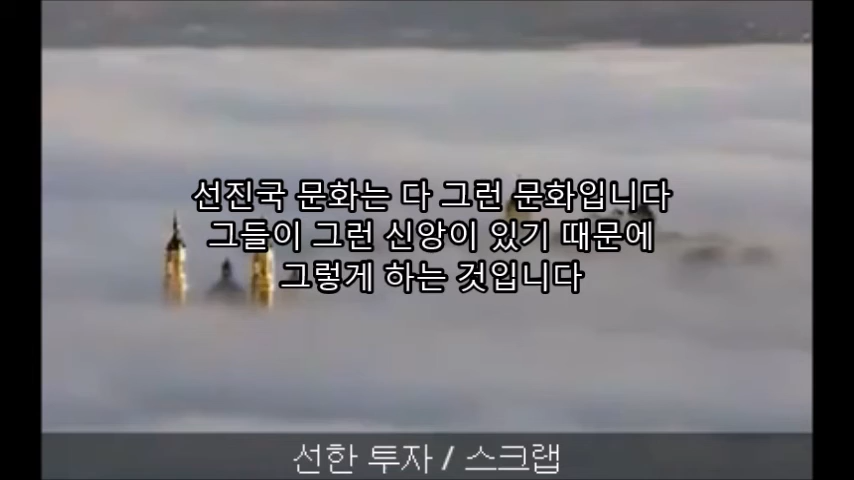 선진국 문화는 다 그런 문화입니다
그들이 그런 신앙이 있기 때문에
그렇게 하는 것입니다
선한 투자 / 스크랩